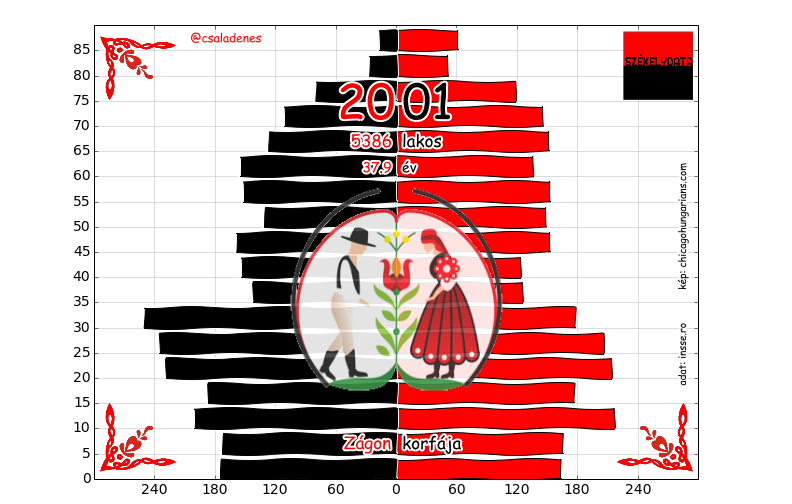 @csaladenes
SZÉKELYDATA
2001
5386 lakos
37.9 év
kép: chicagohungarians.com
adat: insse.ro
Zágon korfája
85
80
75
70
65
60
55
50
45
40
35
30
25
20
15
10
5
0
240 180 120 60 0 60 120 180 240